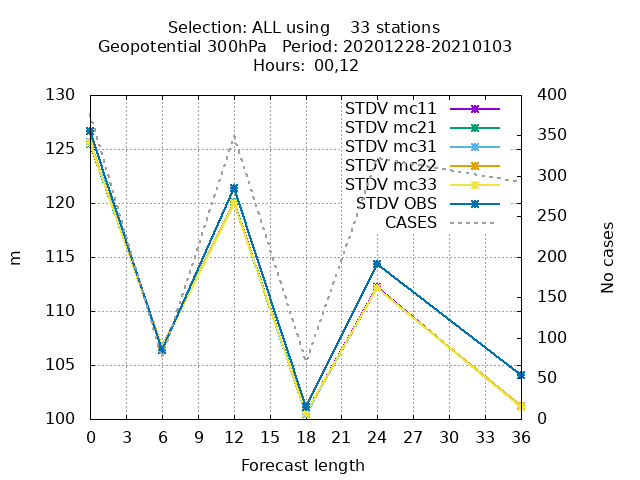 Selection: ALL using    33 stations
Geopotential 300hPa   Period: 20201228-20210103
Hours:  00,12
130
125
120
115
110
105
100
400
350
300
250
200
150
100
50
0
STDV mc11
STDV mc21
STDV mc31
STDV mc22
STDV mc33
STDV OBS
CASES
m
No cases
0 3 6 9 12 15 18 21 24 27 30 33 36
Forecast length